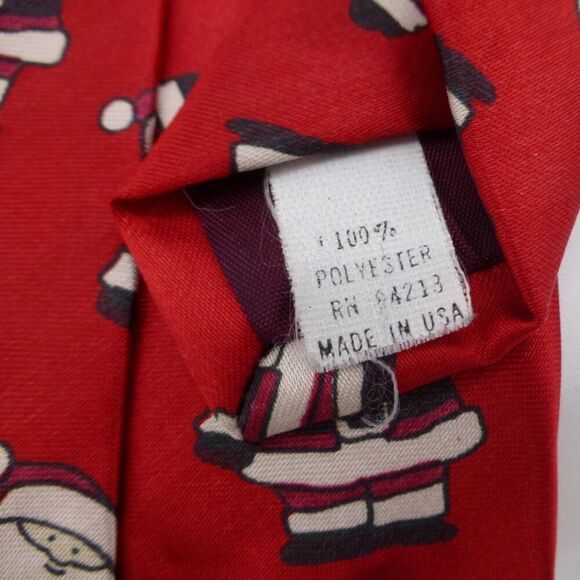 100%
POLYESTER
RN 84213
MADE IN USA